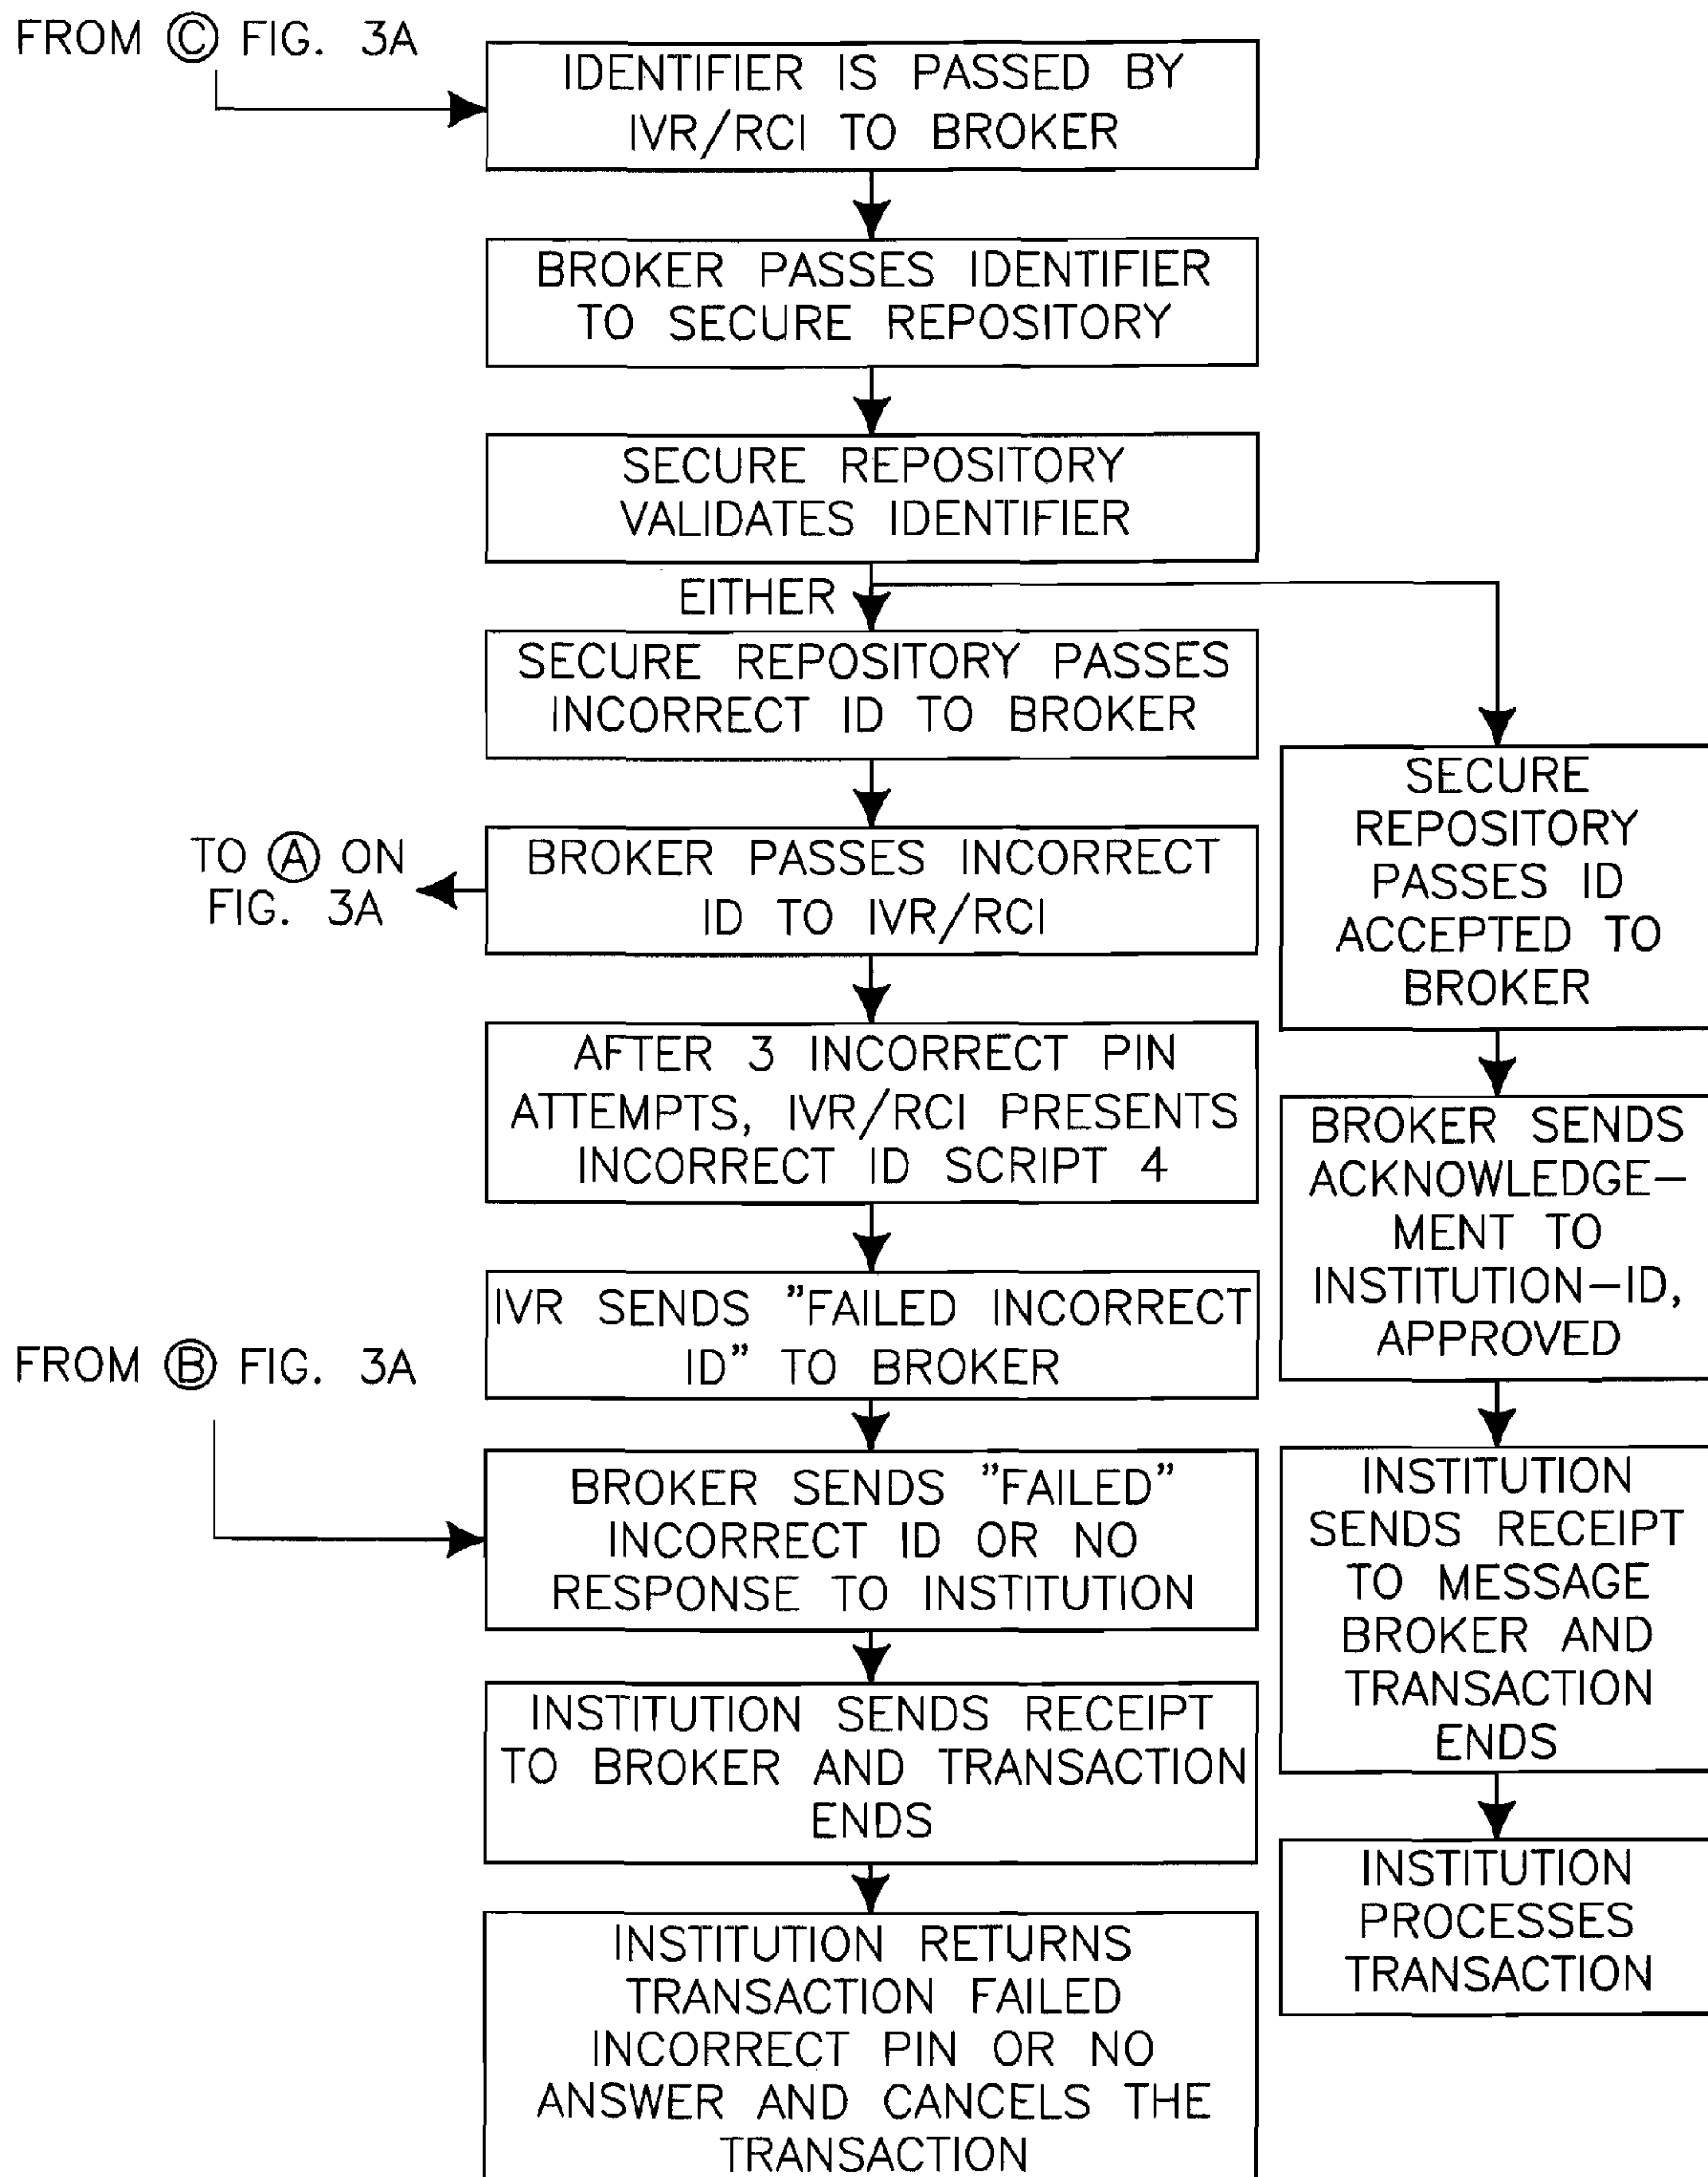 FROM Ⓒ FIG. 3A
IDENTIFIER IS PASSED BY
IVR/RCI TO BROKER
BROKER PASSES IDENTIFIER
TO SECURE REPOSITORY
SECURE REPOSITORY
VALIDATES IDENTIFIER
EITHER
SECURE REPOSITORY PASSES
INCORRECT ID TO BROKER
TO Ⓐ ON
FIG. 3A
BROKER PASSES INCORRECT
ID TO IVR/RCI
AFTER 3 INCORRECT PIN
ATTEMPTS, IVR/RCI PRESENTS
INCORRECT ID SCRIPT 4
IVR SENDS "FAILED INCORRECT
ID" TO BROKER
FROM Ⓑ FIG. 3A
BROKER SENDS "FAILED"
INCORRECT ID OR NO
RESPONSE TO INSTITUTION
INSTITUTION SENDS RECEIPT
TO BROKER AND TRANSACTION
ENDS
INSTITUTION RETURNS
TRANSACTION FAILED
INCORRECT PIN OR NO
ANSWER AND CANCELS THE
TRANSACTION
SECURE
REPOSITORY
PASSES ID
ACCEPTED TO
BROKER
BROKER SENDS
ACKNOWLEDGE-
MENT TO
INSTITUTION-ID,
APPROVED
INSTITUTION
SENDS RECEIPT
TO MESSAGE
BROKER AND
TRANSACTION
ENDS
INSTITUTION
PROCESSES
TRANSACTION